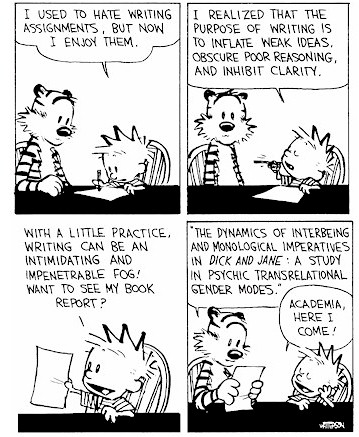 I USED TO HATE WRITING
ASSIGNMENTS, BUT NOW
I ENJOY THEM.
I REALIZED THAT THE
PURPOSE OF WRITING IS
TO INFLATE WEAK IDEAS,
OBSCURE POOR REASONING,
AND INHIBIT CLARITY.
WITH A LITTLE PRACTICE,
WRITING CAN BE AN
INTIMIDATING AND
IMPENETRABLE FOG!
WANT TO SEE MY BOOK
REPORT?
"THE DYNAMICS OF INTERBEING
AND MONOLOGICAL IMPERATIVES
IN DICK AND JANE: A STUDY
IN PSYCHIC TRANSRELATIONAL
GENDER MODES."
ACADEMIA,
HERE I
COME!
WATTERSON